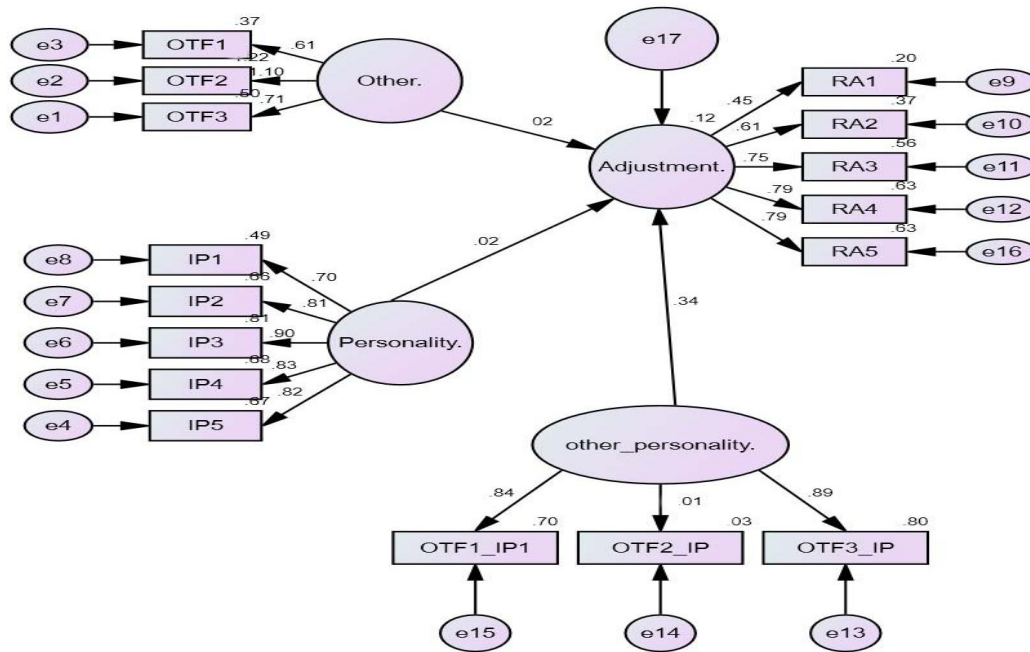 .37
e3
OTF1
.61
e17
.22
e2
OTF2
1.10
Other.
.50
e1
OTF3
.71
02
.12
Adjustment.
.20
RA1
e9
.45
.37
RA2
e10
.61
.56
RA3
e11
.75
.63
RA4
e12
.79
.63
RA5
e16
.79
.49
e8
IP1
.70
.02
.66
e7
IP2
.81
.81
e6
IP3
.90
Personality.
.68
e5
IP4
.83
.67
e4
IP5
.82
.34
other_personality.
.84
.01
.89
.70
.03
.80
OTF1_IP1
OTF2_IP
OTF3_IP
e15
e14
e13